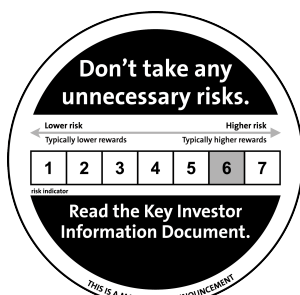 Don't take any
unnecessary risks.
Lower risk Higher risk
Typically lower rewards Typically higher rewards
1 2 3 4 5 6 7
risk indicator
Read the Key Investor
Information Document.
THIS IS A